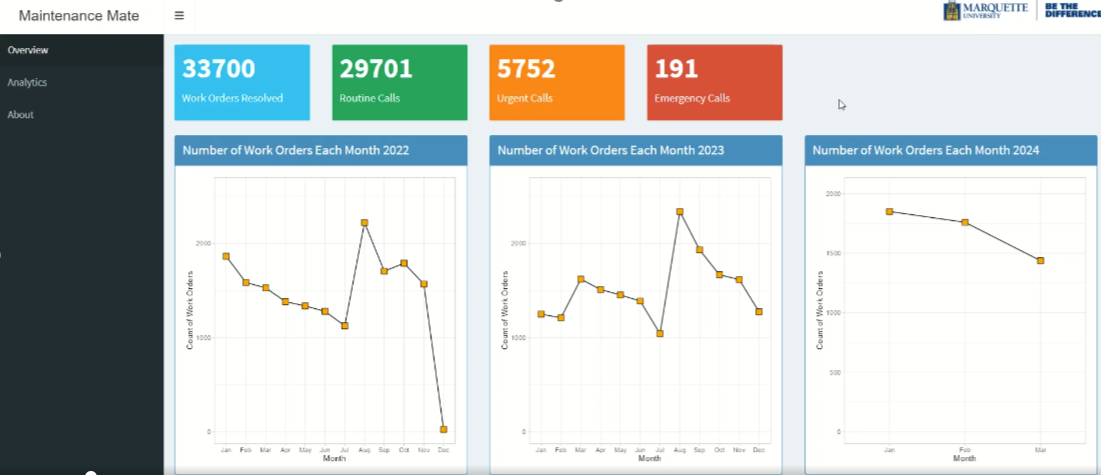 Maintenance Mate
MARQUETTE
UNIVERSITY
BE THE
DIFFERENCE
Overview
Analytics
About
33700
Work Orders Resolved
29701
Routine Calls
5752
Urgent Calls
191
Emergency Calls
Number of Work Orders Each Month 2022
Count of Work Orders
2000
1000
0
Jan Feb Mar Apr May Jun Jul Aug Sep Oct Nov Dec
Month
Number of Work Orders Each Month 2023
Count of Work Orders
2000
1000
0
Jan Feb Mar Apr May Jun Jul Aug Sep Oct Nov Dec
Month
Number of Work Orders Each Month 2024
Count of Work Orders
2000
1500
1000
500
0
Jan Feb Mar
Month